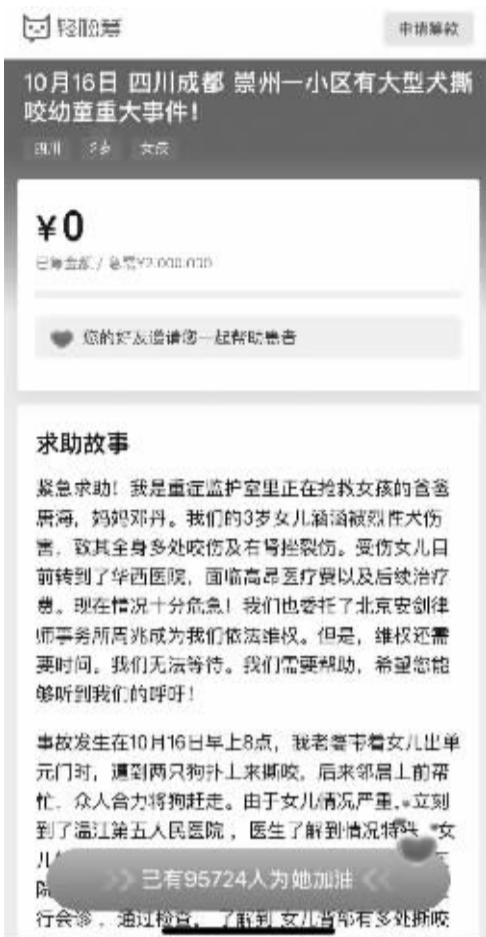 轻松筹
申请筹款
10月16日 四川成都 崇州一小区有大型犬撕
咬幼童重大事件！
四川 3岁 女孩
¥0
已筹金额 / 急需¥2,000,000
您的好友邀请您一起帮助患者
求助故事
紧急求助！我是重症监护室里正在抢救女孩的爸爸
唐海，妈妈邓丹。我们的3岁女儿涵涵被烈性犬伤
害，致其全身多处咬伤及右肾挫裂伤。受伤女儿目
前转到了华西医院，面临高昂医疗费以及后续治疗
费。现在情况十分危急！我们也委托了北京安剑律
师事务所周兆成为我们依法维权。但是，维权还需
要时间。我们无法等待。我们需要帮助，希望您能
够听到我们的呼吁！
事故发生在10月16日早上8点，我老婆带着女儿出单
元门时，遭到两只狗扑上来撕咬，后来邻居上前帮
忙，众人合力将狗赶走。由于女儿情况严重，立刻
到了温江第五人民医院，医生了解到情况特殊 女
儿
已有95724人为她加油
院
行会诊，通过检查，了解到 女儿背部有多处撕咬